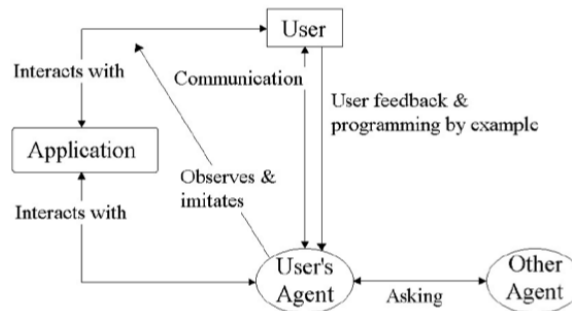 User
Interacts with
Communication
User feedback &
programming by example
Application
Observes &
imitates
Interacts with
User's
Agent
Asking
Other
Agent